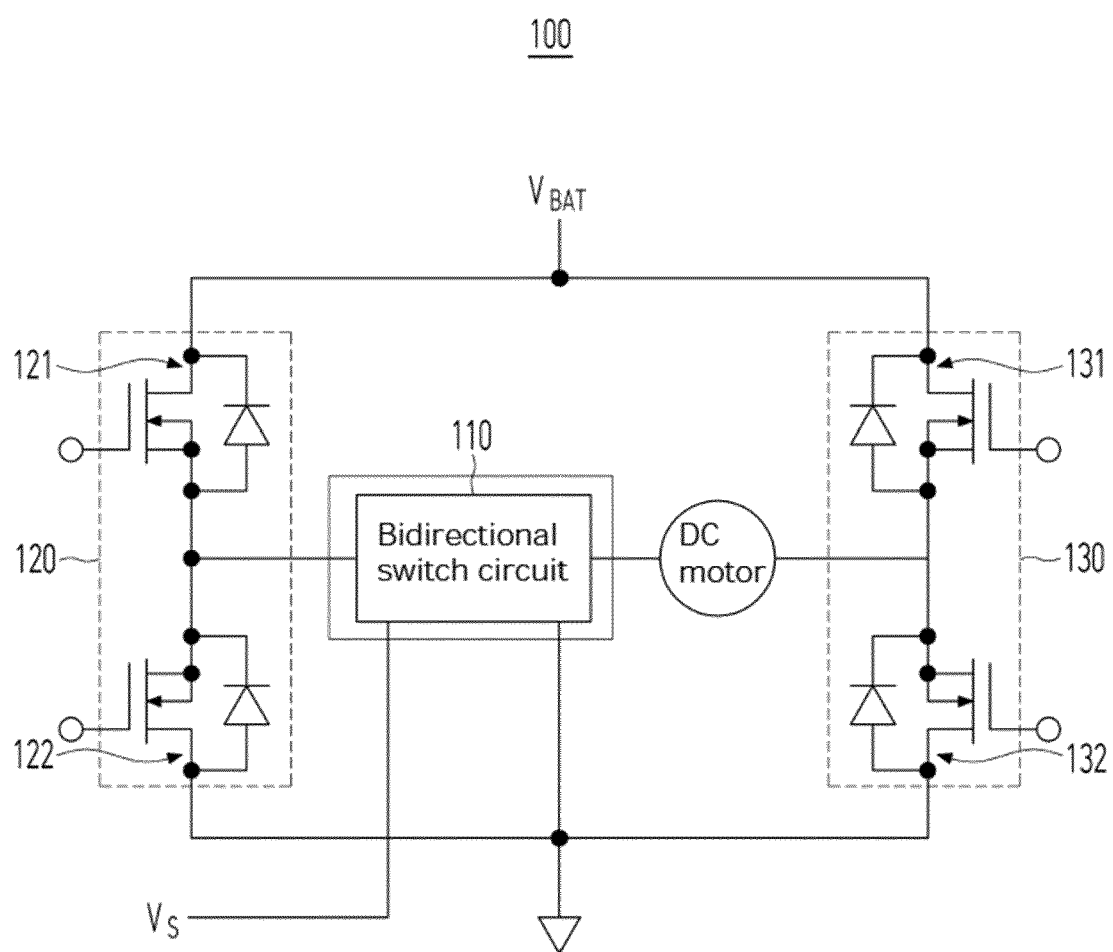 100
V_BAT
121
131
110
Bidirectional
switch circuit
DC
motor
120
130
122
132
V_S